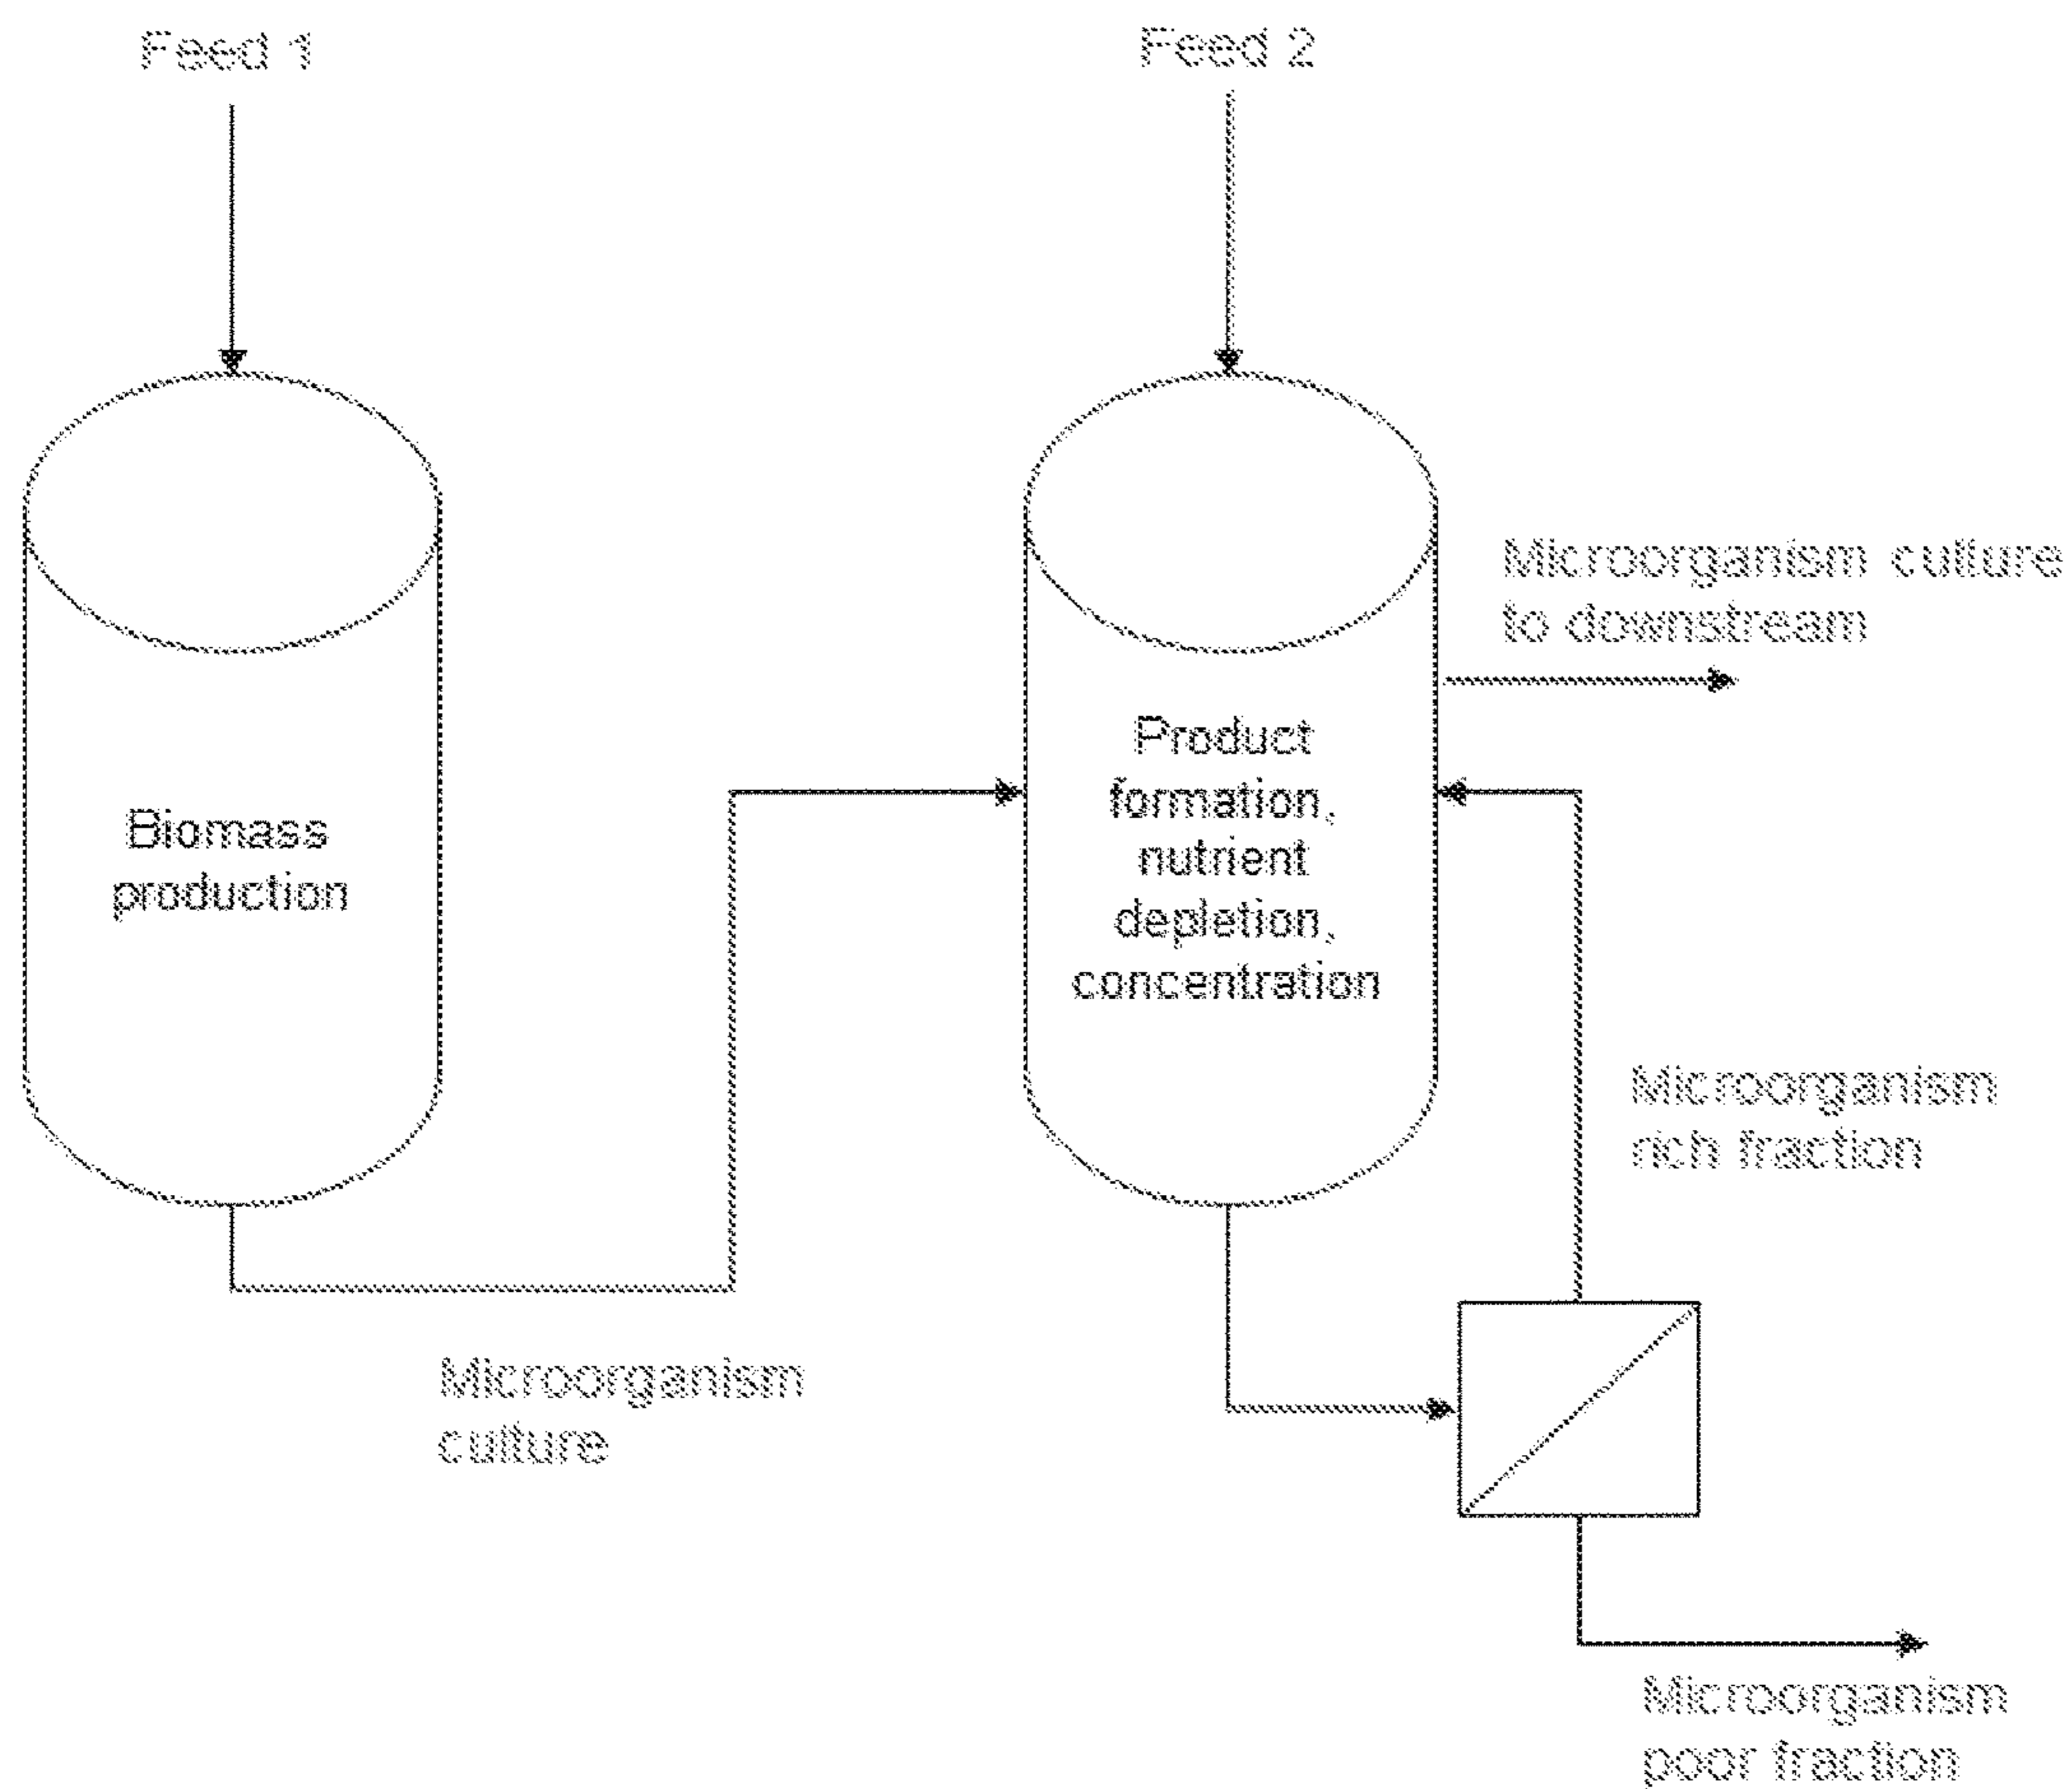 Feed 1
Feed 2
Microorganism culture
to downstream
Product
formation,
nutrient
depletion,
concentration
Biomass
production
Microorganism
rich fraction
Microorganism
culture
Microorganism
poor fraction